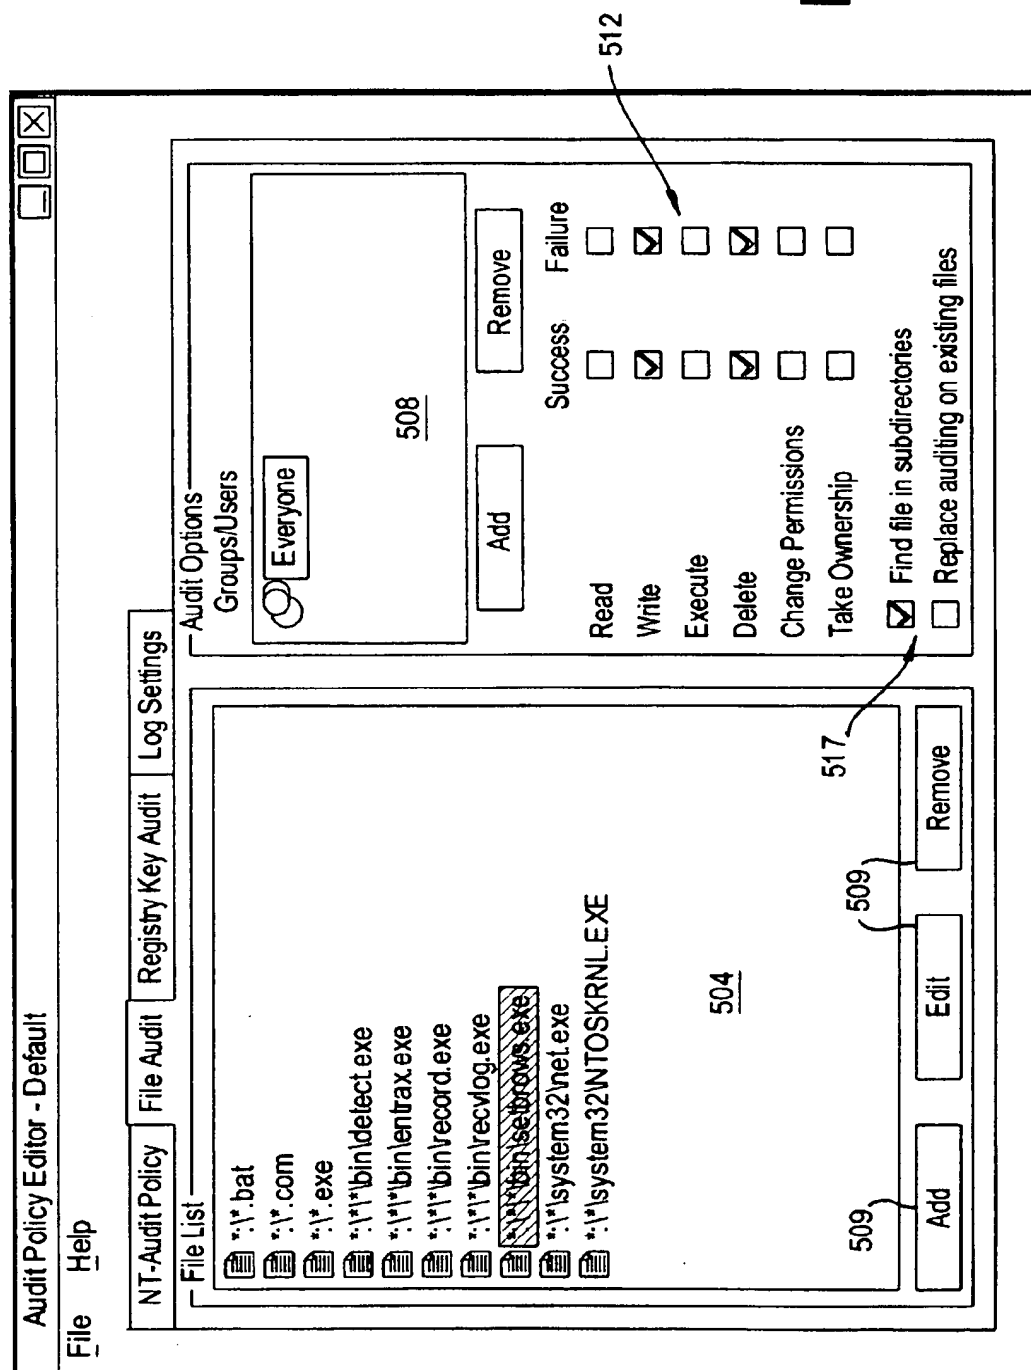 Audit Policy Editor - Default
File Help
NT-Audit Policy File Audit Registry Key Audit Log Settings
File List
*:\*.bat
*:\*.com
*:\*.exe
*:\*\*\bin\detect.exe
*:\*\*\bin\entrax.exe
*:\*\*\bin\record.exe
*:\*\*\bin\recvlog.exe
*:\*\*\bin\setbrows.exe
*:\*\system32\net.exe
*:\*\system32\NTOSKRNL.EXE
504
509
509
Add Edit Remove
Audit Options
Groups/Users
Everyone
508
Add Remove
Success Failure
Read
Write
Execute
Delete
Change Permissions
Take Ownership
512
517
Find file in subdirectories
Replace auditing on existing files